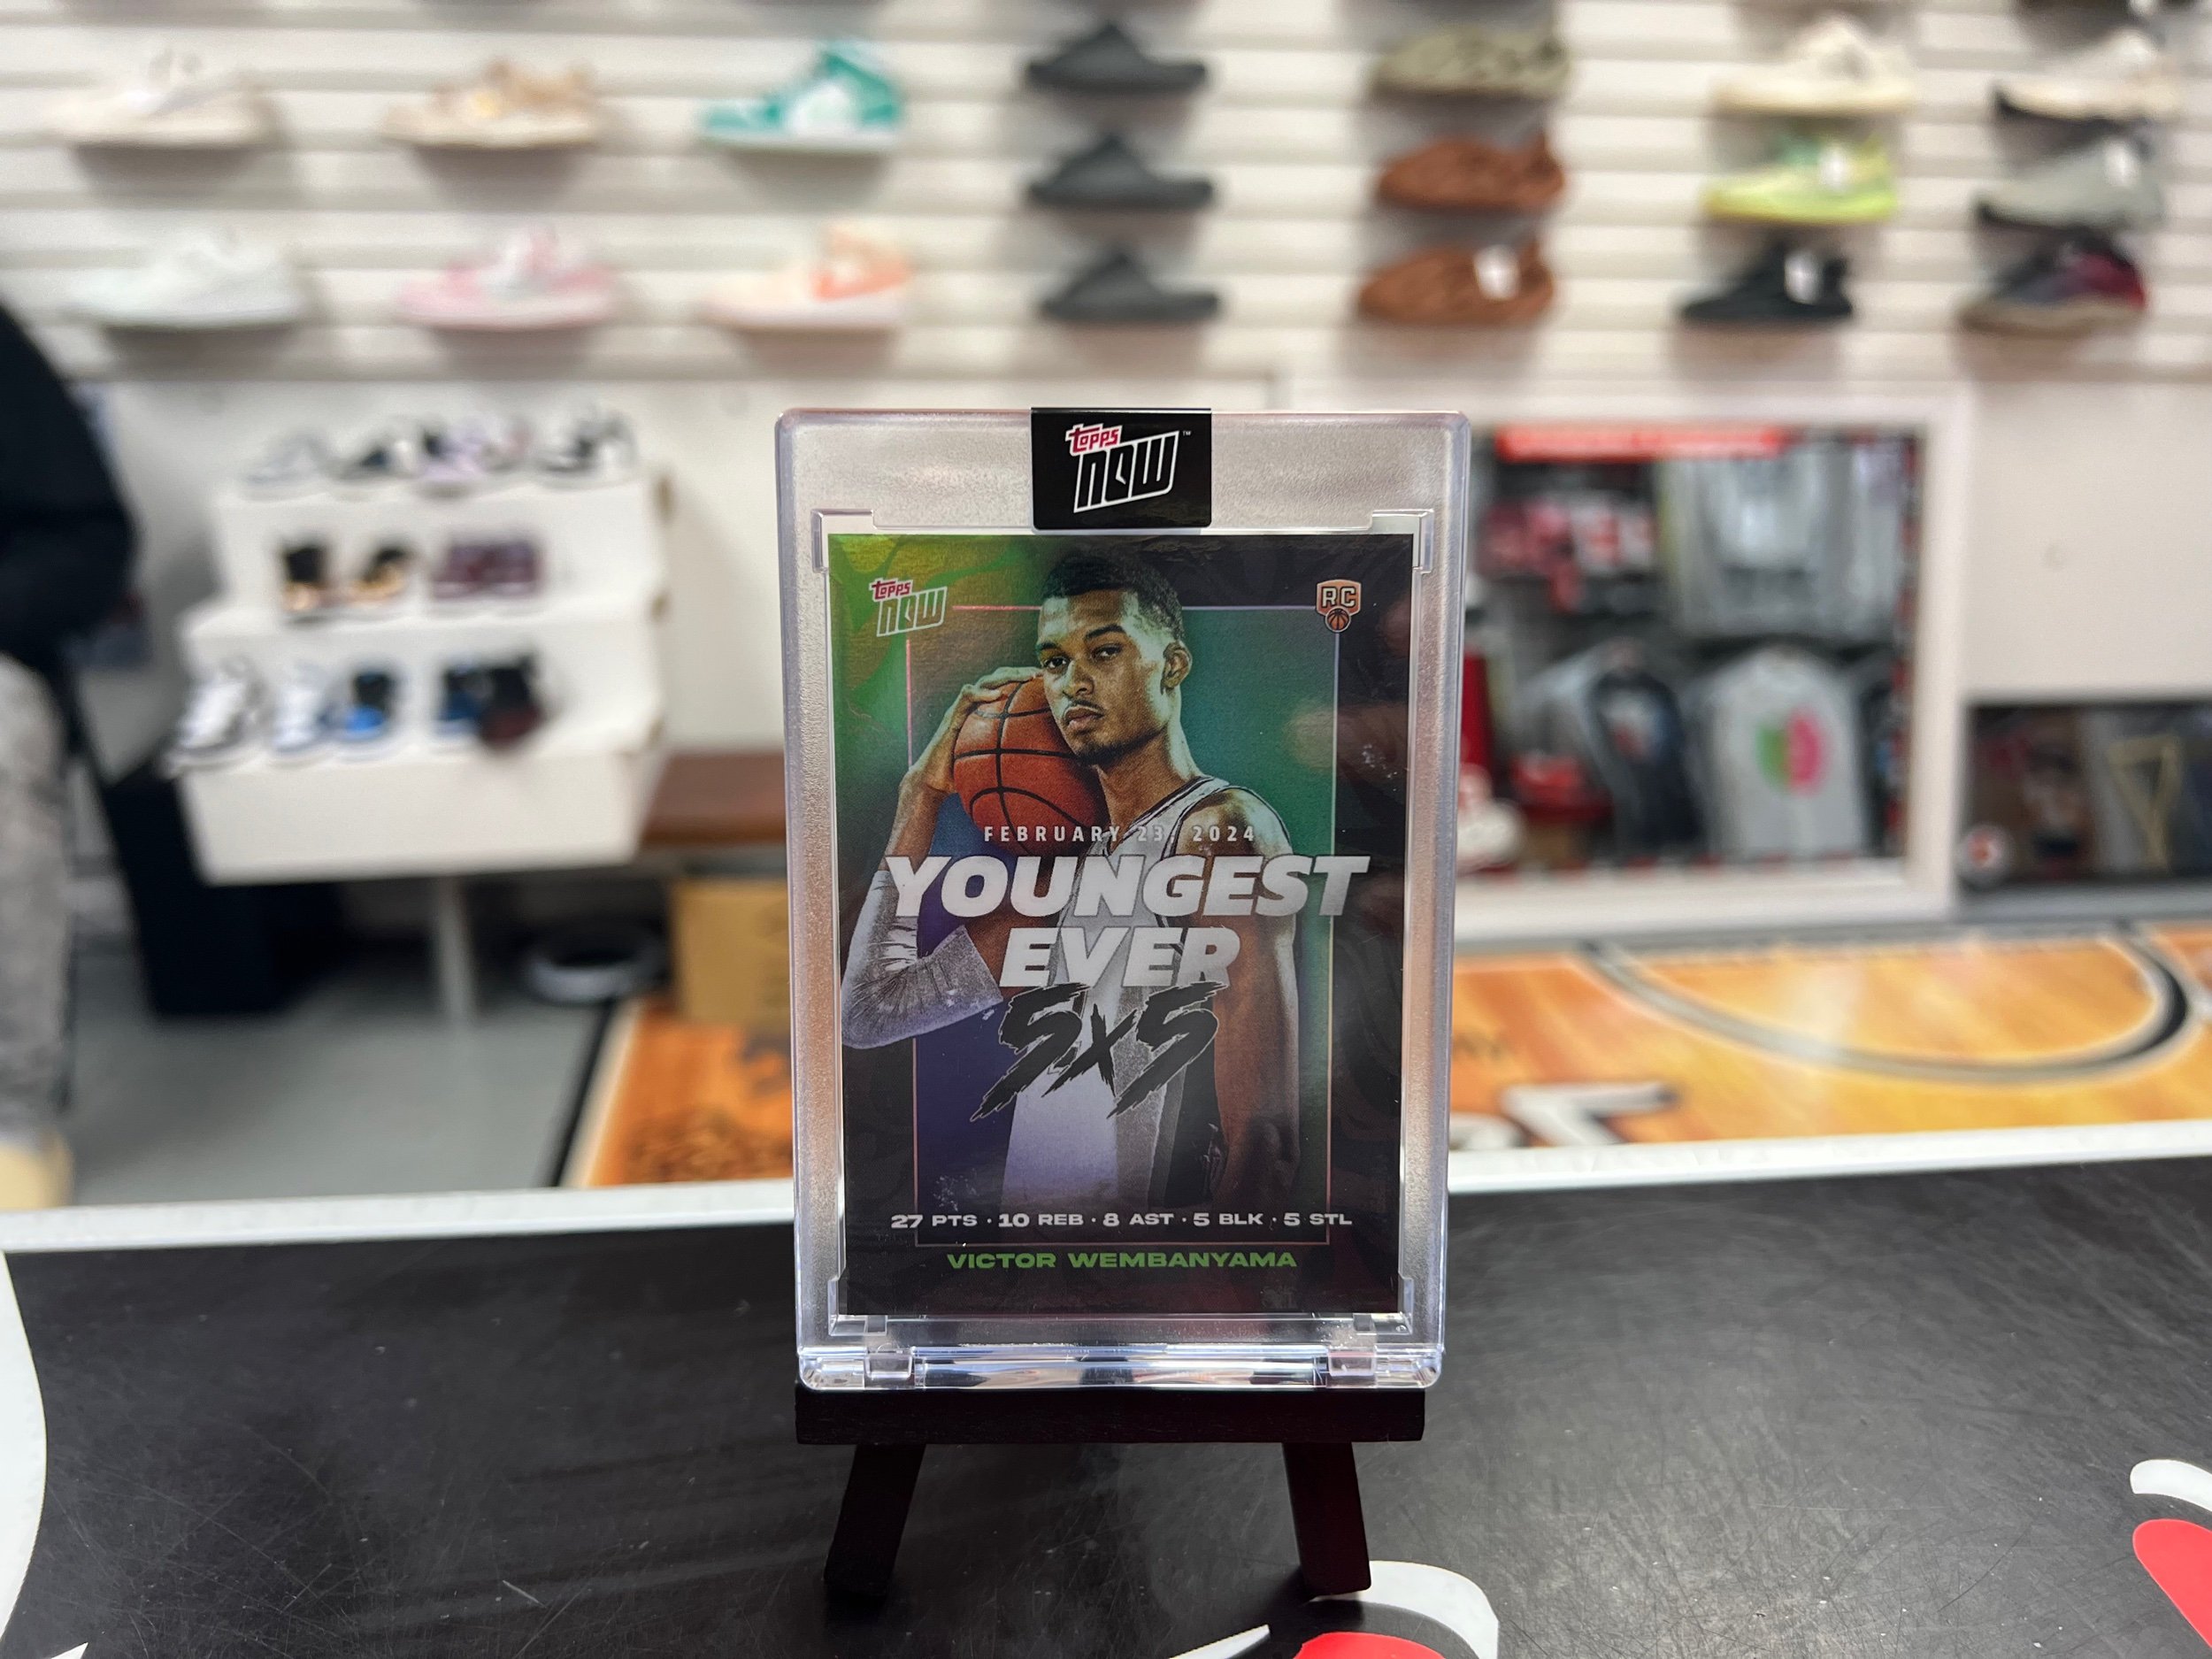 topps
NOW™
topps
NOW
RC
FEBRUARY 23, 2024
YOUNGEST
EVER
5x5
27 PTS · 10 REB · 8 AST · 5 BLK · 5 STL
VICTOR WEMBANYAMA